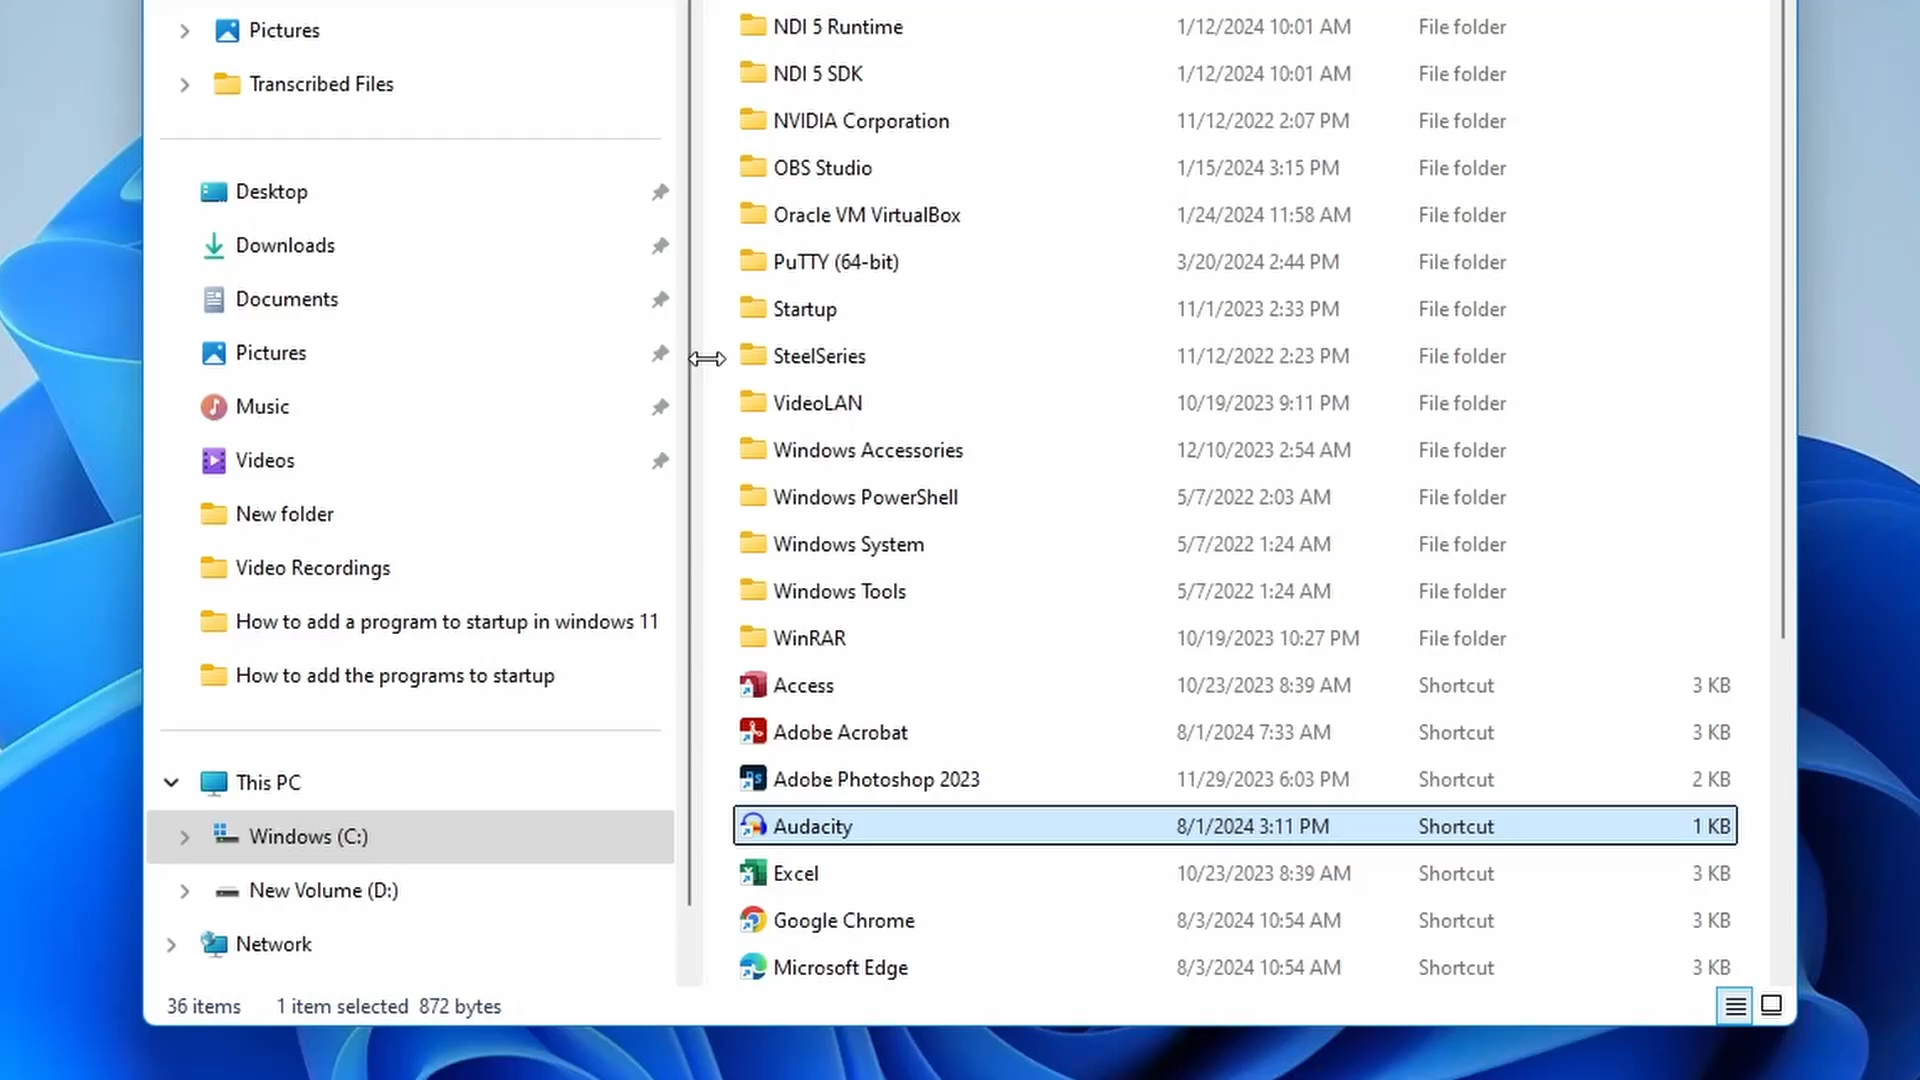 Pictures
Transcribed Files
Desktop
Downloads
Documents
Pictures
Music
Videos
New folder
Video Recordings
How to add a program to startup in windows 11
How to add the programs to startup
This PC
Windows (C:)
New Volume (D:)
Network
NDI 5 Runtime 1/12/2024 10:01 AM File folder
NDI 5 SDK 1/12/2024 10:01 AM File folder
NVIDIA Corporation 11/12/2022 2:07 PM File folder
OBS Studio 1/15/2024 3:15 PM File folder
Oracle VM VirtualBox 1/24/2024 11:58 AM File folder
PuTTY (64-bit) 3/20/2024 2:44 PM File folder
Startup 11/1/2023 2:33 PM File folder
SteelSeries 11/12/2022 2:23 PM File folder
VideoLAN 10/19/2023 9:11 PM File folder
Windows Accessories 12/10/2023 2:54 AM File folder
Windows PowerShell 5/7/2022 2:03 AM File folder
Windows System 5/7/2022 1:24 AM File folder
Windows Tools 5/7/2022 1:24 AM File folder
WinRAR 10/19/2023 10:27 PM File folder
Access 10/23/2023 8:39 AM Shortcut 3 KB
Adobe Acrobat 8/1/2024 7:33 AM Shortcut 3 KB
Adobe Photoshop 2023 11/29/2023 6:03 PM Shortcut 2 KB
Audacity 8/1/2024 3:11 PM Shortcut 1 KB
Excel 10/23/2023 8:39 AM Shortcut 3 KB
Google Chrome 8/3/2024 10:54 AM Shortcut 3 KB
Microsoft Edge 8/3/2024 10:54 AM Shortcut 3 KB
36 items 1 item selected 872 bytes